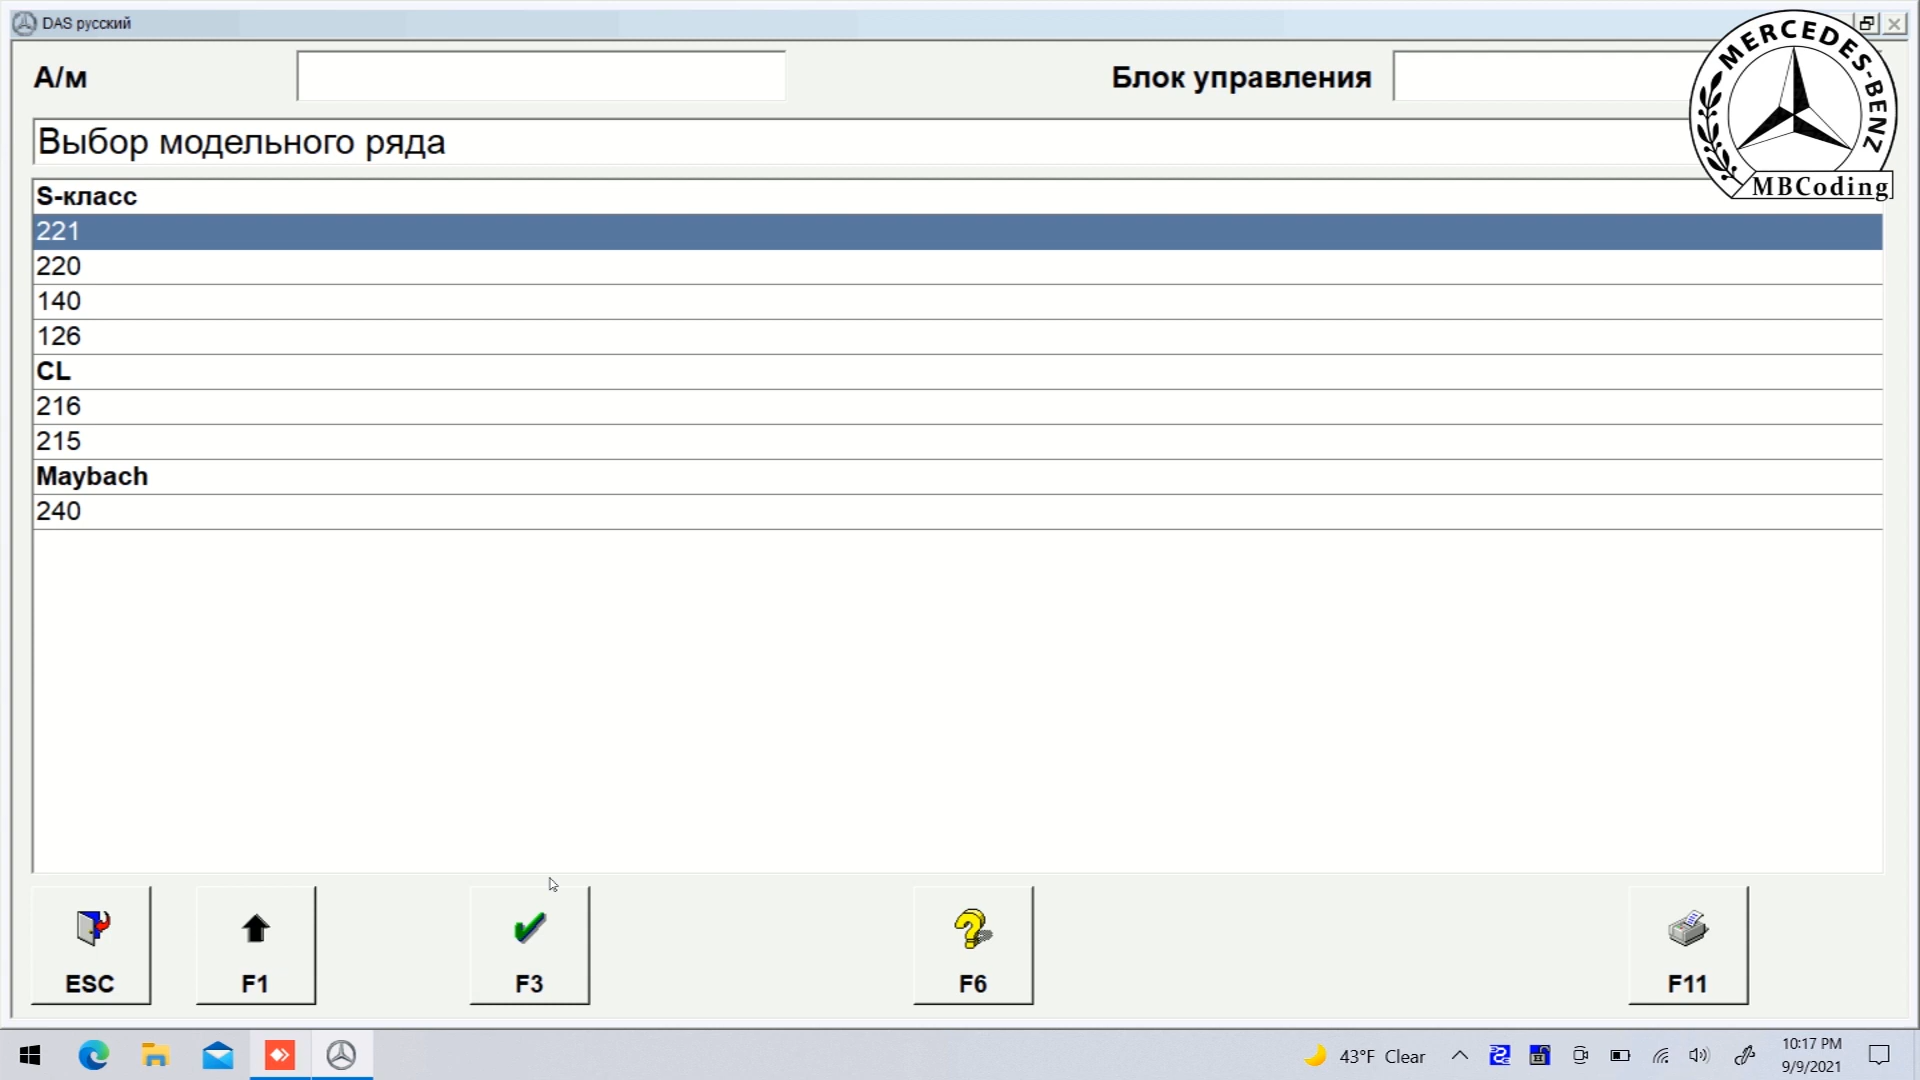 DAS русский
А/м
Блок управления
MERCEDES-BENZ
MBCoding
Выбор модельного ряда
S-класс
221
220
140
126
CL
216
215
Maybach
240
ESC
F1
F3
F6
F11
43°F Clear
10:17 PM
9/9/2021